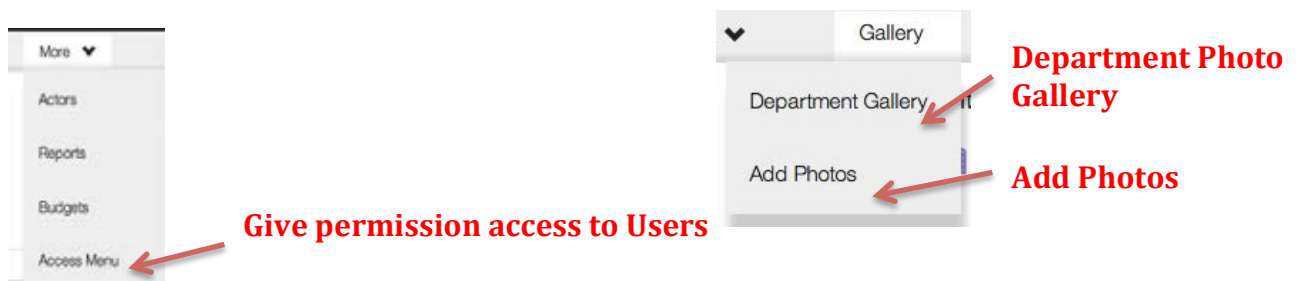 More
Actors
Reports
Budgets
Access Menu
Give permission access to Users
Gallery
Department Gallery
Add Photos
Department Photo
Gallery
Add Photos